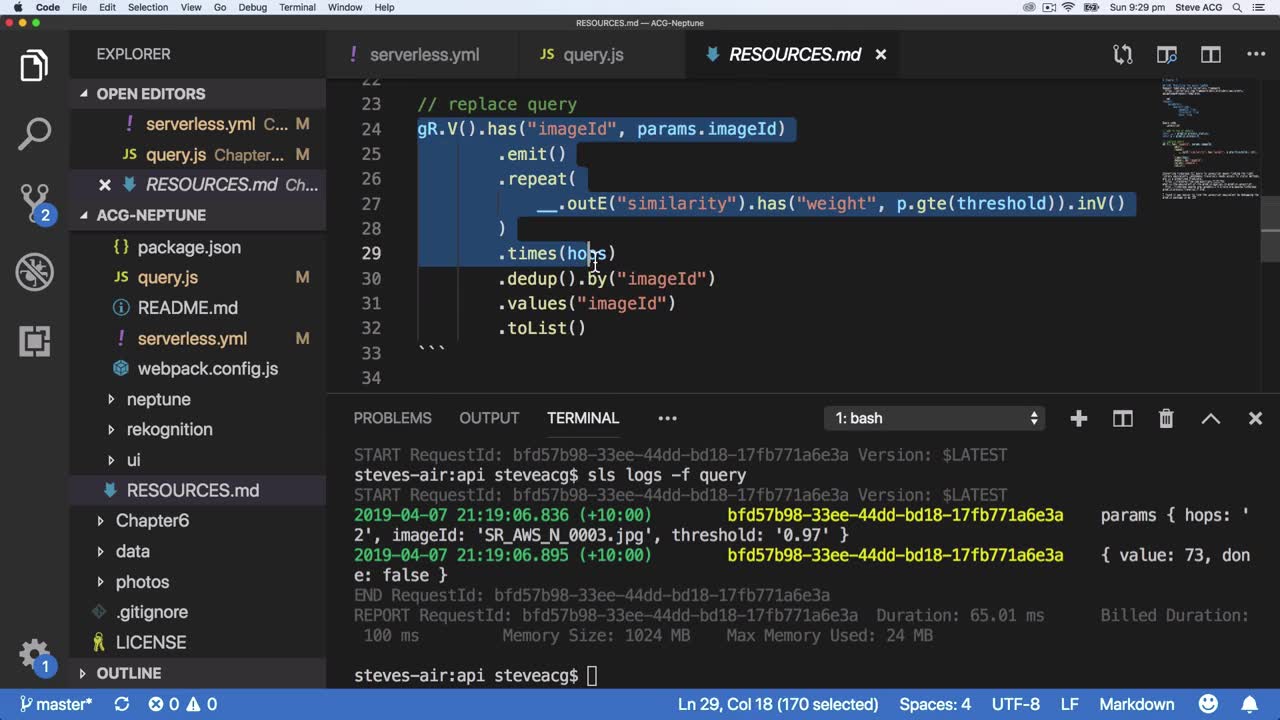 Code File Edit Selection View Go Debug Terminal Window Help Sun 9:29 pm Steve ACG
RESOURCES.md — ACG-Neptune
EXPLORER
! serverless.yml JS query.js RESOURCES.md ×
OPEN EDITORS
! serverless.yml C... M
JS query.js Chapter... M
× RESOURCES.md Ch...
ACG-NEPTUNE
{} package.json
JS query.js M
README.md
! serverless.yml M
webpack.config.js
neptune
rekognition
ui
RESOURCES.md
Chapter6
data
photos
.gitignore
LICENSE
OUTLINE
2
1
22
23 // replace query
24 gR.V().has("imageId", params.imageId)
25 .emit()
26 .repeat(
27 __.outE("similarity").has("weight", p.gte(threshold)).inV()
28 )
29 .times(hops)
30 .dedup().by("imageId")
31 .values("imageId")
32 .toList()
33 ```
34
PROBLEMS OUTPUT TERMINAL ••• 1: bash
START RequestId: bfd57b98-33ee-44dd-bd18-17fb771a6e3a Version: $LATEST
steves-air:api steveacg$ sls logs -f query
START RequestId: bfd57b98-33ee-44dd-bd18-17fb771a6e3a Version: $LATEST
2019-04-07 21:19:06.836 (+10:00) bfd57b98-33ee-44dd-bd18-17fb771a6e3a params { hops: '
2', imageId: 'SR_AWS_N_0003.jpg', threshold: '0.97' }
2019-04-07 21:19:06.895 (+10:00) bfd57b98-33ee-44dd-bd18-17fb771a6e3a { value: 73, don
e: false }
END RequestId: bfd57b98-33ee-44dd-bd18-17fb771a6e3a
REPORT RequestId: bfd57b98-33ee-44dd-bd18-17fb771a6e3a Duration: 65.01 ms Billed Duration:
100 ms Memory Size: 1024 MB Max Memory Used: 24 MB
steves-air:api steveacg$
master* 0 0 Ln 29, Col 18 (170 selected) Spaces: 4 UTF-8 LF Markdown